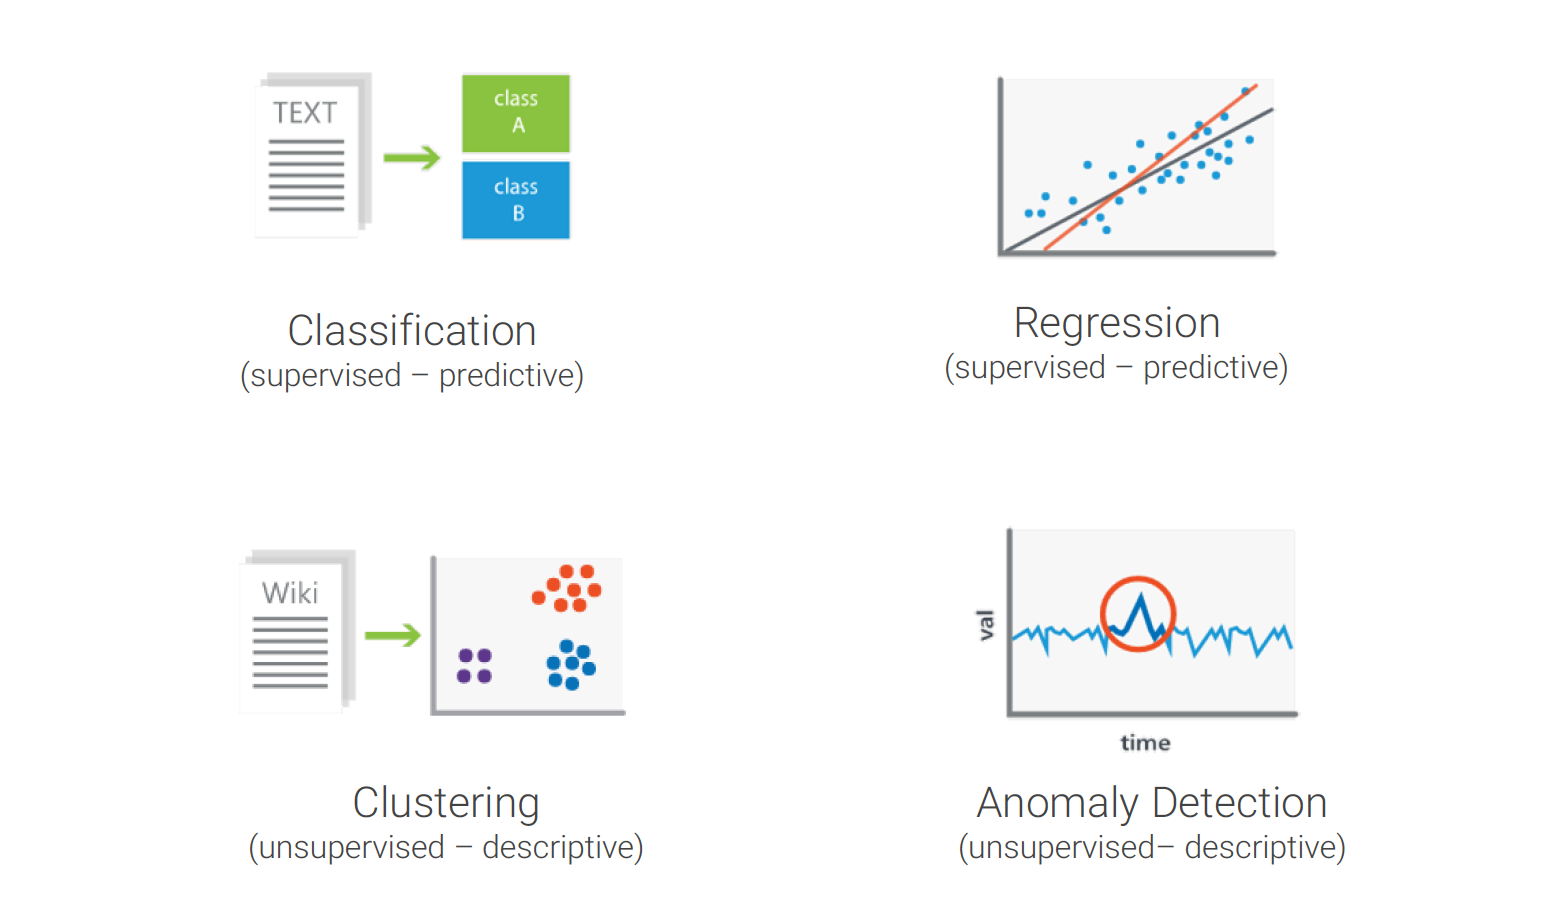 TEXT
class
A
class
B
Classification
(supervised – predictive)
Regression
(supervised – predictive)
Wiki
Clustering
(unsupervised – descriptive)
val
time
Anomaly Detection
(unsupervised– descriptive)